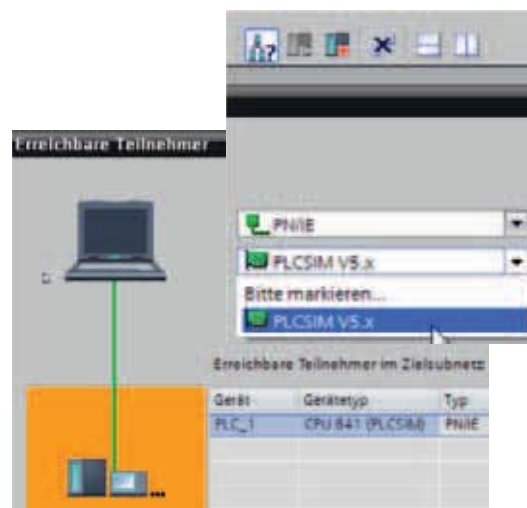 Erreichbare Teilnehmer
PN/IE
PLCSIM V5.x
Bitte markieren...
PLCSIM V5.x
Erreichbare Teilnehmer im Zielsubnetz
Gerät Gerätetyp Typ
PLC_1 CPU 841 (PLCSIM) PN/IE